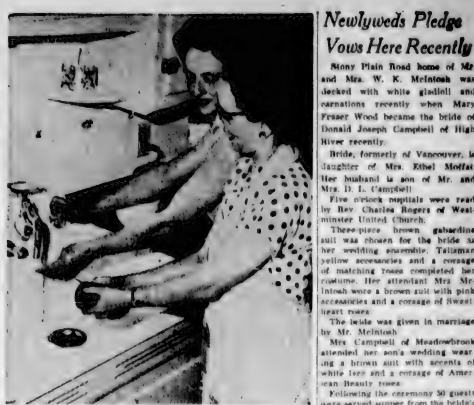 Newlyweds Pledge
Vows Here Recently
Stony Plain Road home of Mr
and Mrs. W. K. McIntosh was
decked with white gladioli and
carnations recently when Mary
Fraser Wood became the bride of
Donald Joseph Campbell of High
River recently.
Bride, formerly of Vancouver, is
daughter of Mrs. Ethel Moffat
Her husband is son of Mr. and
Mrs. D. L. Campbell
Five o'clock nuptials were read
by Rev. Charles Rogers of West
minster United Church.
Three-piece brown gabardine
suit was chosen for the bride as
her wedding ensemble. Talisman
yellow accessories and a corsage
of matching roses completed her
costume. Her attendant Mrs Mc
Intosh wore a brown suit with pink
accessories and a corsage of Sweet
heart roses
The bride was given in marriage
by Mr. McIntosh
Mrs Campbell of Meadowbrook
attended her son's wedding wear
ing a brown suit with accents of
white lace and a corsage of Amer
ican Beauty roses
Following the ceremony 50 guests
were served supper from the bride's